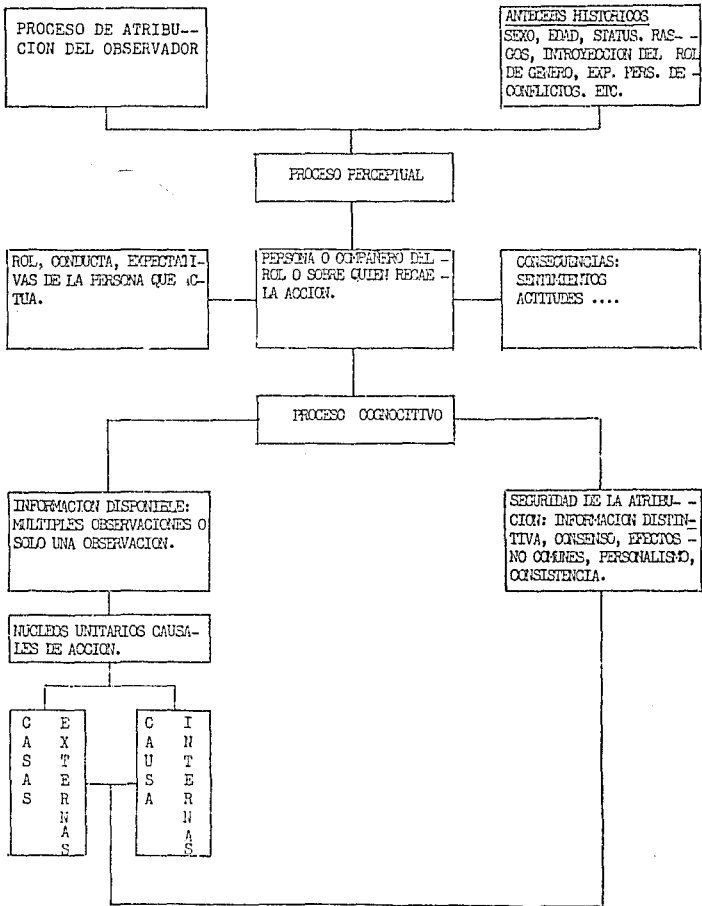 PROCESO DE ATRIBU--
CION DEL OBSERVADOR
ANTECEES HISTORICOS
SEXO, EDAD, STATUS. RAS- -
GOS, INTROYECCION DEL ROL
DE GENERO, EXP. PERS. DE -
CONFLICTOS. ETC.
PROCESO PERCEPTUAL
ROL, CONDUCTA, EXPECTATI-
VAS DE LA PERSONA QUE AC-
TUA.
PERSONA O COMPAÑERO DEL -
ROL O SOBRE QUIEN RECAE -
LA ACCION.
CONSECUENCIAS:
SENTIMIENTOS
ACTITUDES ....
PROCESO COGNOCITIVO
INFORMACION DISPONIBLE:
MULTIPLES OBSERVACIONES O
SOLO UNA OBSERVACION.
SEGURIDAD DE LA ATRIBU- -
CION: INFORMACION DISTIN-
TIVA, CONSENSO, EFECTOS -
NO COMUNES, PERSONALISMO,
CONSISTENCIA.
NUCLEOS UNITARIOS CAUSA-
LES DE ACCION.
CASAS
EXTERNAS
CAUSA
INTERNAS